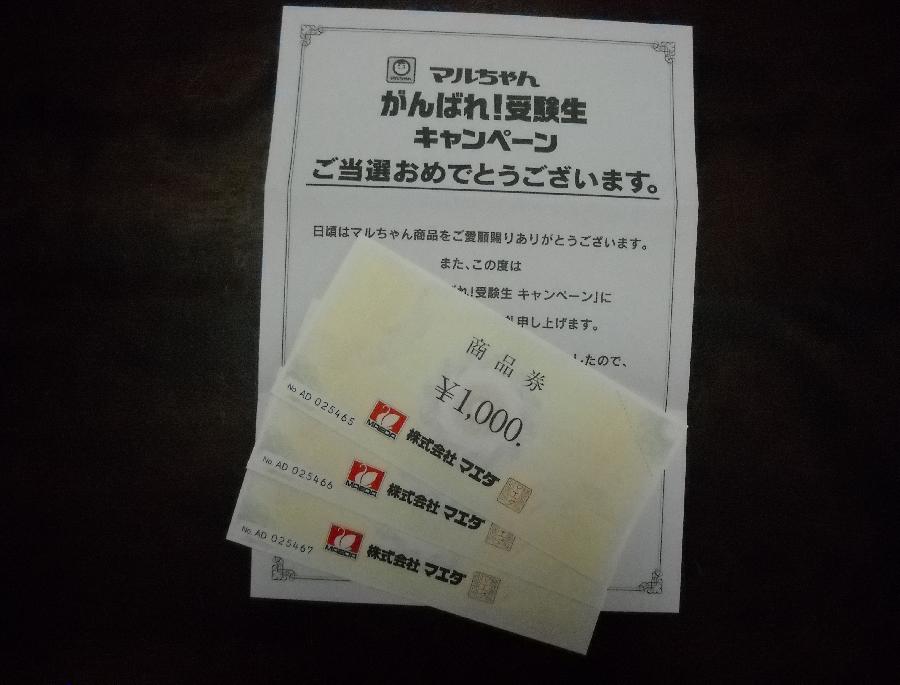 マルちゃん
がんばれ!受験生
キャンペーン
ご当選おめでとうございます。
日頃はマルちゃん商品をご愛顧賜りありがとうございます。
また、この度は
ばれ!受験生 キャンペーン」に
申し上げます。
したので、
商品券
¥1,000.
No. AD 025465
MAEDA 株式会社 マエダ
No. AD 025466
MAEDA 株式会社 マエダ
No. AD 025467
MAEDA 株式会社 マエダ